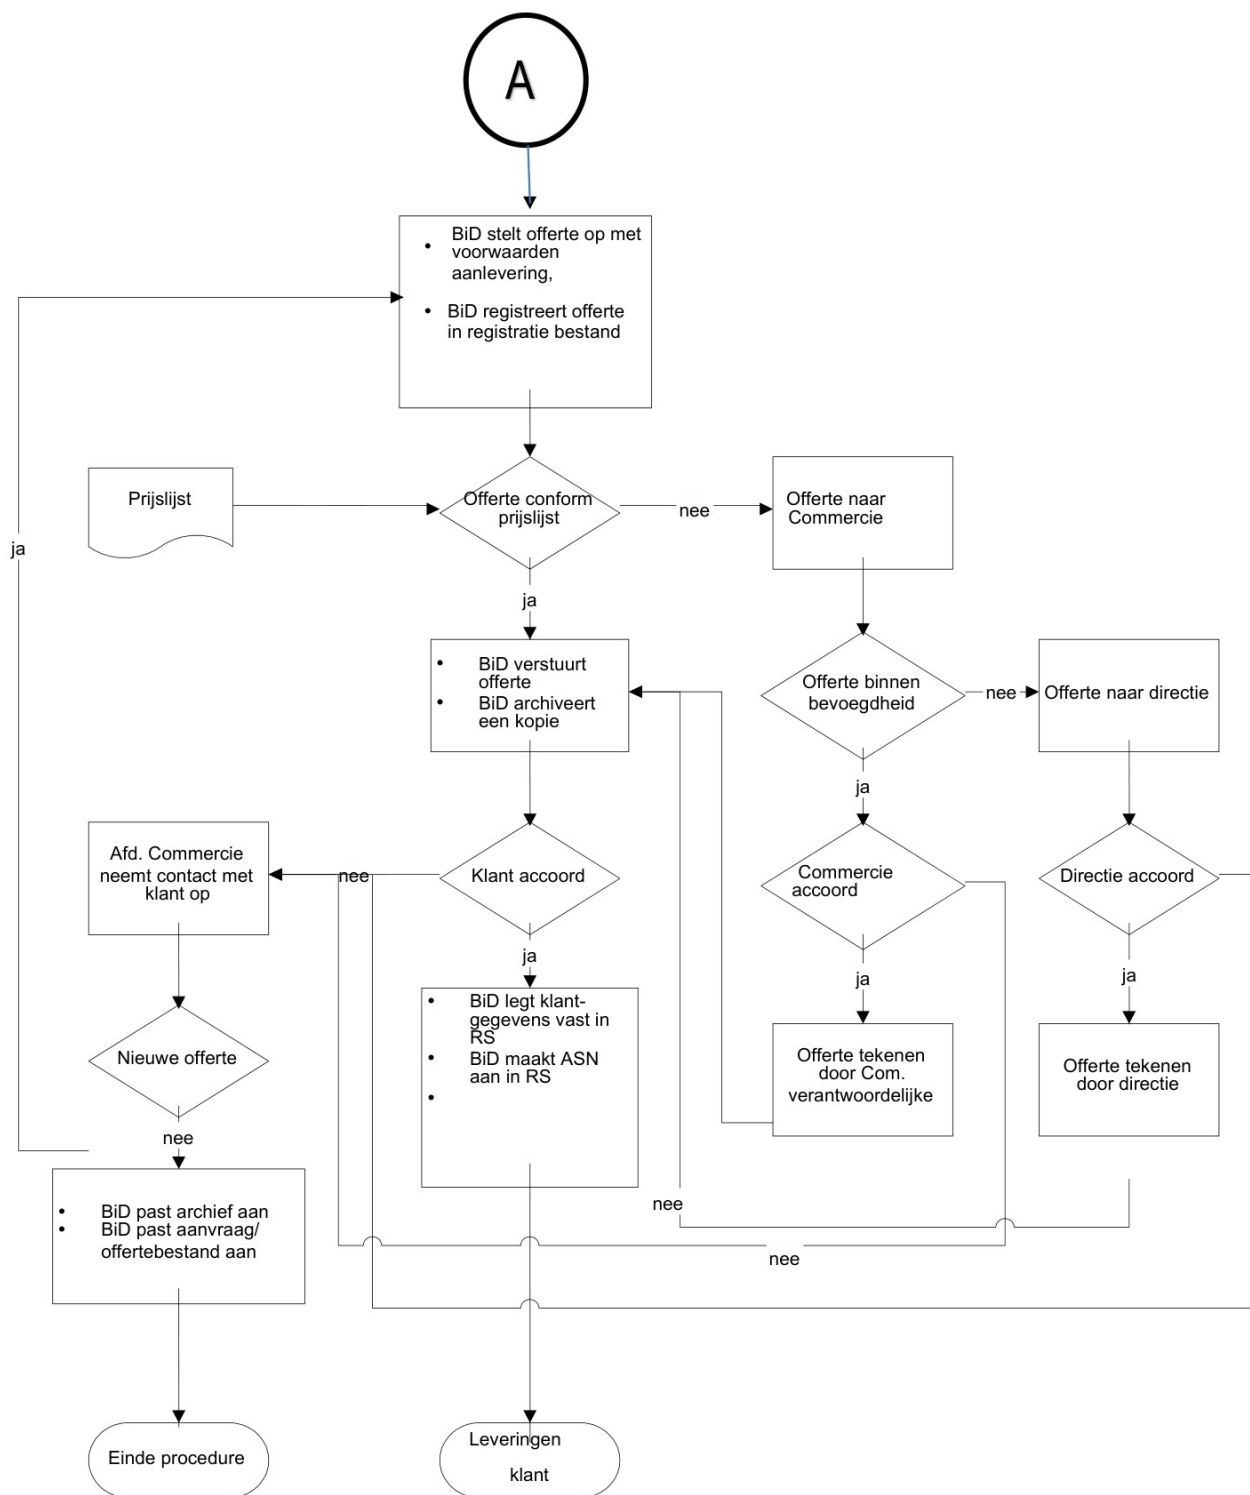 A
BiD stelt offerte op met
voorwaarden
aanlevering,
BiD registreert offerte
in registratie bestand
Prijslijst
Offerte conform
prijslijst
nee
Offerte naar
Commercie
ja
ja
BiD verstuurt
offerte
BiD archiveert
een kopie
Offerte binnen
bevoegdheid
nee
Offerte naar directie
ja
Afd. Commercie
neemt contact met
klant op
nee
Klant accoord
Commercie
accoord
Directie accoord
ja
ja
ja
BiD legt klant-
gegevens vast in
RS
BiD maakt ASN
aan in RS
Nieuwe offerte
Offerte tekenen
door Com.
verantwoordelijke
Offerte tekenen
door directie
nee
nee
BiD past archief aan
BiD past aanvraag/
offertebestand aan
nee
Einde procedure
Leveringen
klant